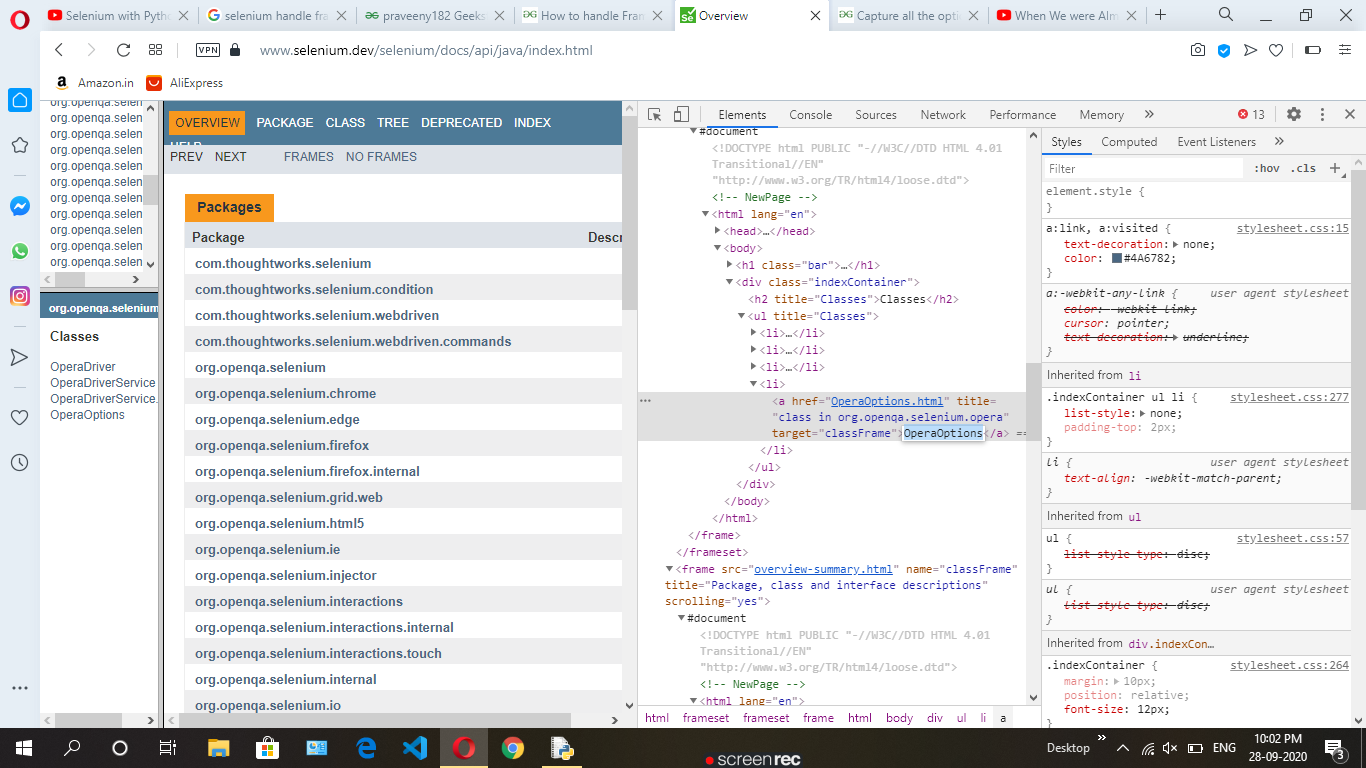 Selenium with Pyth
selenium handle fra
praveeny182 Geeks
How to handle Fram
Overview
Capture all the opti
When We were Alm
VPN
www.selenium.dev/selenium/docs/api/java/index.html
Amazon.in
AliExpress
org.openqa.selen
org.openqa.selen
org.openqa.selen
org.openqa.selen
org.openqa.selen
org.openqa.selen
org.openqa.selen
org.openqa.selen
org.openqa.selen
org.openqa.selen
org.openqa.selen
org.openqa.selenium
Classes
OperaDriver
OperaDriverService
OperaDriverService.
OperaOptions
OVERVIEW PACKAGE CLASS TREE DEPRECATED INDEX
HELP
PREV NEXT FRAMES NO FRAMES
Packages
Package Descr
com.thoughtworks.selenium
com.thoughtworks.selenium.condition
com.thoughtworks.selenium.webdriven
com.thoughtworks.selenium.webdriven.commands
org.openqa.selenium
org.openqa.selenium.chrome
org.openqa.selenium.edge
org.openqa.selenium.firefox
org.openqa.selenium.firefox.internal
org.openqa.selenium.grid.web
org.openqa.selenium.html5
org.openqa.selenium.ie
org.openqa.selenium.injector
org.openqa.selenium.interactions
org.openqa.selenium.interactions.internal
org.openqa.selenium.interactions.touch
org.openqa.selenium.internal
org.openqa.selenium.io
Elements Console Sources Network Performance Memory » 13
#document
<!DOCTYPE html PUBLIC "-//W3C//DTD HTML 4.01
Transitional//EN"
"http://www.w3.org/TR/html4/loose.dtd">
<!-- NewPage -->
<html lang="en">
<head>…</head>
<body>
<h1 class="bar">…</h1>
<div class="indexContainer">
<h2 title="Classes">Classes</h2>
<ul title="Classes">
<li>…</li>
<li>…</li>
<li>…</li>
<li>
<a href="OperaOptions.html" title=
"class in org.openqa.selenium.opera"
target="classFrame">OperaOptions</a> ==
</li>
</ul>
</div>
</body>
</html>
</frame>
</frameset>
<frame src="overview-summary.html" name="classFrame"
title="Package, class and interface descriptions"
scrolling="yes">
#document
<!DOCTYPE html PUBLIC "-//W3C//DTD HTML 4.01
Transitional//EN"
"http://www.w3.org/TR/html4/loose.dtd">
<!-- NewPage -->
<html lang="en">
html frameset frameset frame html body div ul li a
Styles Computed Event Listeners »
Filter :hov .cls +
element.style {
}
a:link, a:visited { stylesheet.css:15
text-decoration: none;
color: #4A6782;
}
a:-webkit-any-link { user agent stylesheet
color: -webkit-link;
cursor: pointer;
text-decoration: underline;
}
Inherited from li
.indexContainer ul li { stylesheet.css:277
list-style: none;
padding-top: 2px;
}
li { user agent stylesheet
text-align: -webkit-match-parent;
}
Inherited from ul
ul { stylesheet.css:57
list-style-type: disc;
}
ul { user agent stylesheet
list-style-type: disc;
}
Inherited from div.indexCon…
.indexContainer { stylesheet.css:264
margin: 10px;
position: relative;
font-size: 12px;
}
screenrec
Desktop » ENG 10:02 PM
28-09-2020
3